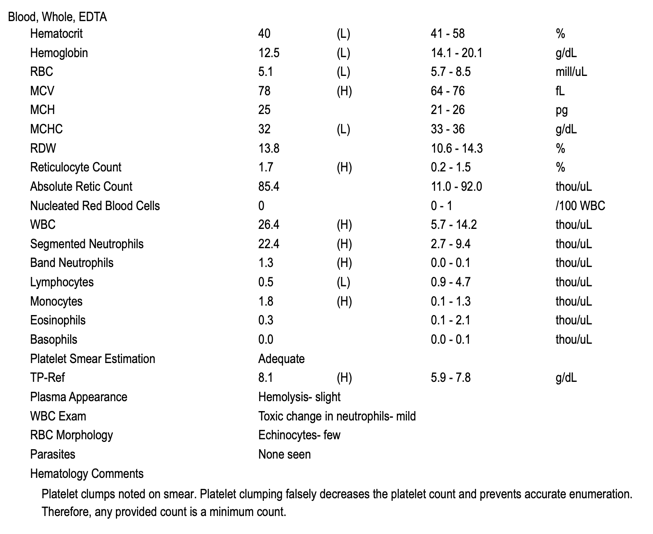 Blood, Whole, EDTA
Hematocrit 40 (L) 41 - 58 %
Hemoglobin 12.5 (L) 14.1 - 20.1 g/dL
RBC 5.1 (L) 5.7 - 8.5 mill/uL
MCV 78 (H) 64 - 76 fL
MCH 25 21 - 26 pg
MCHC 32 (L) 33 - 36 g/dL
RDW 13.8 10.6 - 14.3 %
Reticulocyte Count 1.7 (H) 0.2 - 1.5 %
Absolute Retic Count 85.4 11.0 - 92.0 thou/uL
Nucleated Red Blood Cells 0 0 - 1 /100 WBC
WBC 26.4 (H) 5.7 - 14.2 thou/uL
Segmented Neutrophils 22.4 (H) 2.7 - 9.4 thou/uL
Band Neutrophils 1.3 (H) 0.0 - 0.1 thou/uL
Lymphocytes 0.5 (L) 0.9 - 4.7 thou/uL
Monocytes 1.8 (H) 0.1 - 1.3 thou/uL
Eosinophils 0.3 0.1 - 2.1 thou/uL
Basophils 0.0 0.0 - 0.1 thou/uL
Platelet Smear Estimation Adequate
TP-Ref 8.1 (H) 5.9 - 7.8 g/dL
Plasma Appearance Hemolysis- slight
WBC Exam Toxic change in neutrophils- mild
RBC Morphology Echinocytes- few
Parasites None seen
Hematology Comments
Platelet clumps noted on smear. Platelet clumping falsely decreases the platelet count and prevents accurate enumeration.
Therefore, any provided count is a minimum count.